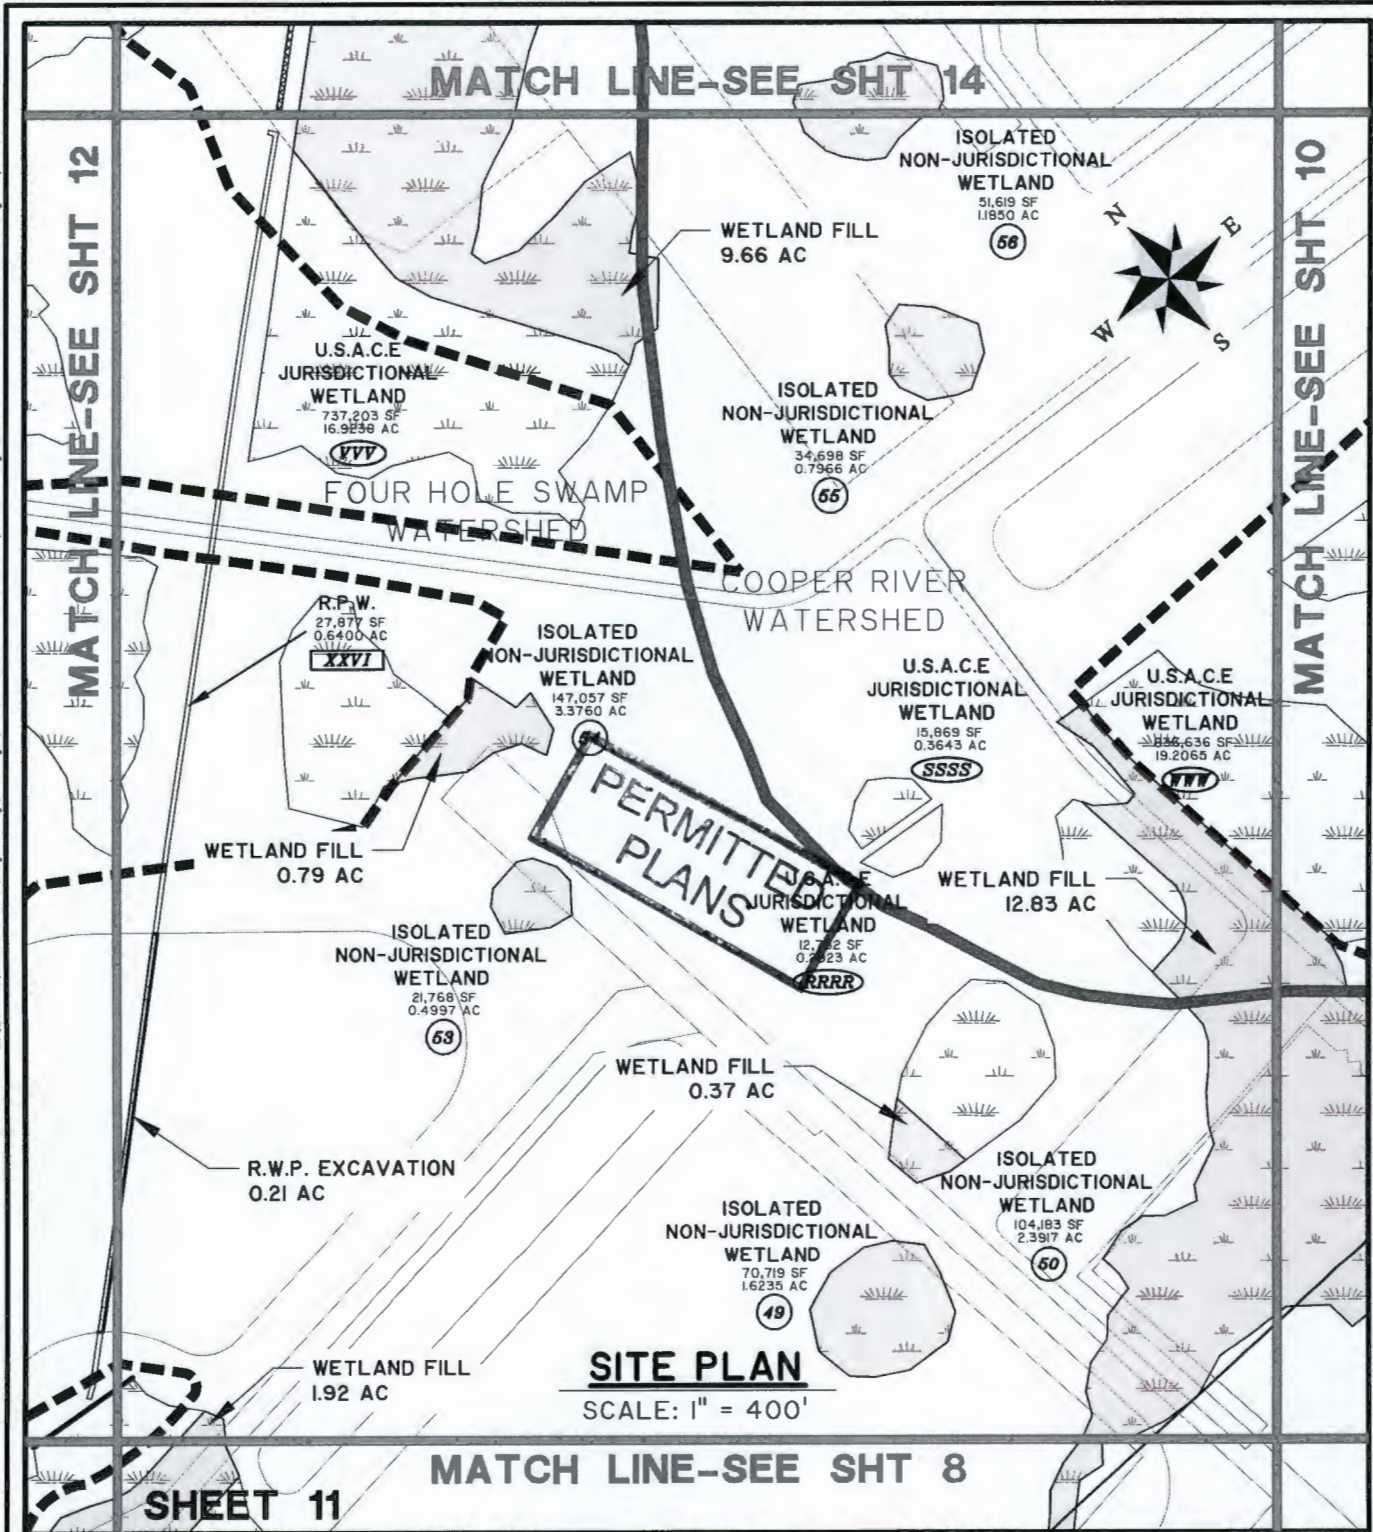 MATCH LINE-SEE SHT 14
MATCH LINE-SEE SHT 12
MATCH LINE-SEE SHT 10
ISOLATED
NON-JURISDICTIONAL
WETLAND
51,619 SF
1.1850 AC
56
N
E
W
S
WETLAND FILL
9.66 AC
U.S.A.C.E
JURISDICTIONAL
WETLAND
737,203 SF
16.9238 AC
VVV
ISOLATED
NON-JURISDICTIONAL
WETLAND
34,698 SF
0.7966 AC
55
FOUR HOLE SWAMP
WATERSHED
COOPER RIVER
WATERSHED
R.P.W.
27,877 SF
0.6400 AC
XXVI
ISOLATED
NON-JURISDICTIONAL
WETLAND
147,057 SF
3.3760 AC
U.S.A.C.E
JURISDICTIONAL
WETLAND
15,869 SF
0.3643 AC
SSSS
U.S.A.C.E
JURISDICTIONAL
WETLAND
19.2065 AC
WWW
PERMITTED
PLANS
WETLAND FILL
0.79 AC
U.S.A.C.E
JURISDICTIONAL
WETLAND
RRRR
WETLAND FILL
12.83 AC
ISOLATED
NON-JURISDICTIONAL
WETLAND
21,768 SF
0.4997 AC
53
WETLAND FILL
0.37 AC
R.W.P. EXCAVATION
0.21 AC
ISOLATED
NON-JURISDICTIONAL
WETLAND
104,183 SF
2.3917 AC
50
ISOLATED
NON-JURISDICTIONAL
WETLAND
70,719 SF
1.6235 AC
49
WETLAND FILL
1.92 AC
SITE PLAN
SCALE: 1" = 400'
MATCH LINE-SEE SHT 8
SHEET 11